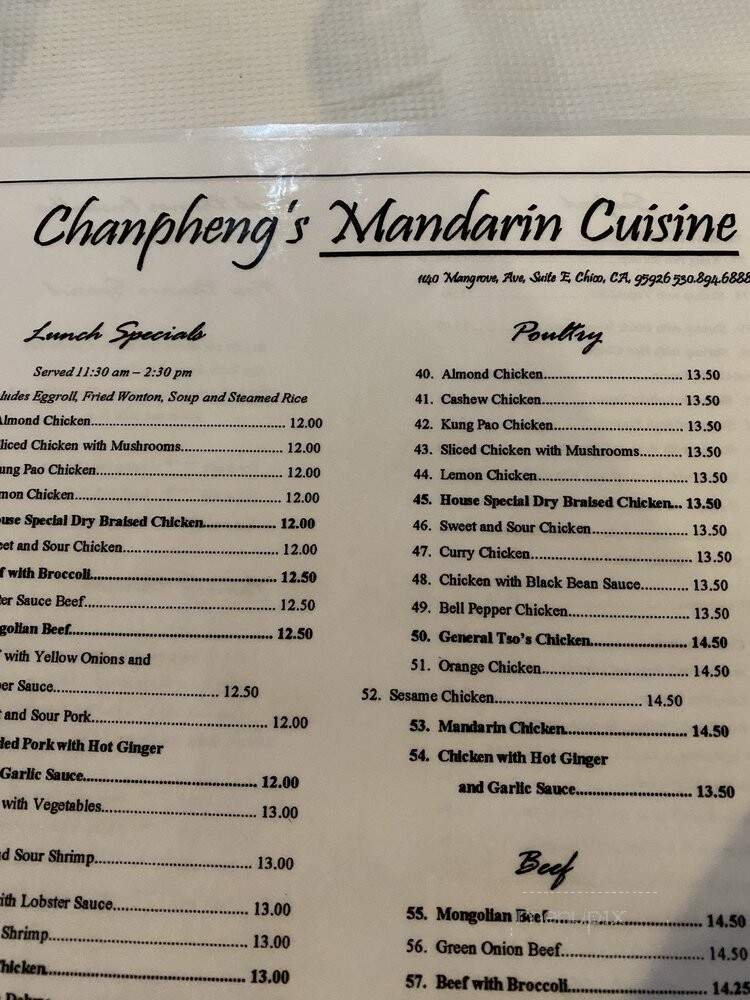 Chanpheng's Mandarin Cuisine
1140 Mangrove, Ave, Suite E, Chico, CA, 95926 530.894.6888
Lunch Specials
Served 11:30 am – 2:30 pm
ludes Eggroll, Fried Wonton, Soup and Steamed Rice
Almond Chicken 12.00
liced Chicken with Mushrooms 12.00
ung Pao Chicken 12.00
mon Chicken 12.00
use Special Dry Braised Chicken 12.00
eet and Sour Chicken 12.00
f with Broccoli 12.50
ter Sauce Beef 12.50
golian Beef 12.50
with Yellow Onions and
er Sauce 12.50
t and Sour Pork 12.00
ded Pork with Hot Ginger
Garlic Sauce 12.00
with Vegetables 13.00
d Sour Shrimp 13.00
ith Lobster Sauce 13.00
Shrimp 13.00
hicken 13.00
Poultry
40. Almond Chicken 13.50
41. Cashew Chicken 13.50
42. Kung Pao Chicken 13.50
43. Sliced Chicken with Mushrooms 13.50
44. Lemon Chicken 13.50
45. House Special Dry Braised Chicken... 13.50
46. Sweet and Sour Chicken 13.50
47. Curry Chicken 13.50
48. Chicken with Black Bean Sauce 13.50
49. Bell Pepper Chicken 13.50
50. General Tso's Chicken 14.50
51. Orange Chicken 14.50
52. Sesame Chicken 14.50
53. Mandarin Chicken 14.50
54. Chicken with Hot Ginger
and Garlic Sauce 13.50
Beef
55. Mongolian Beef 14.50
56. Green Onion Beef 14.50
57. Beef with Broccoli 14.25